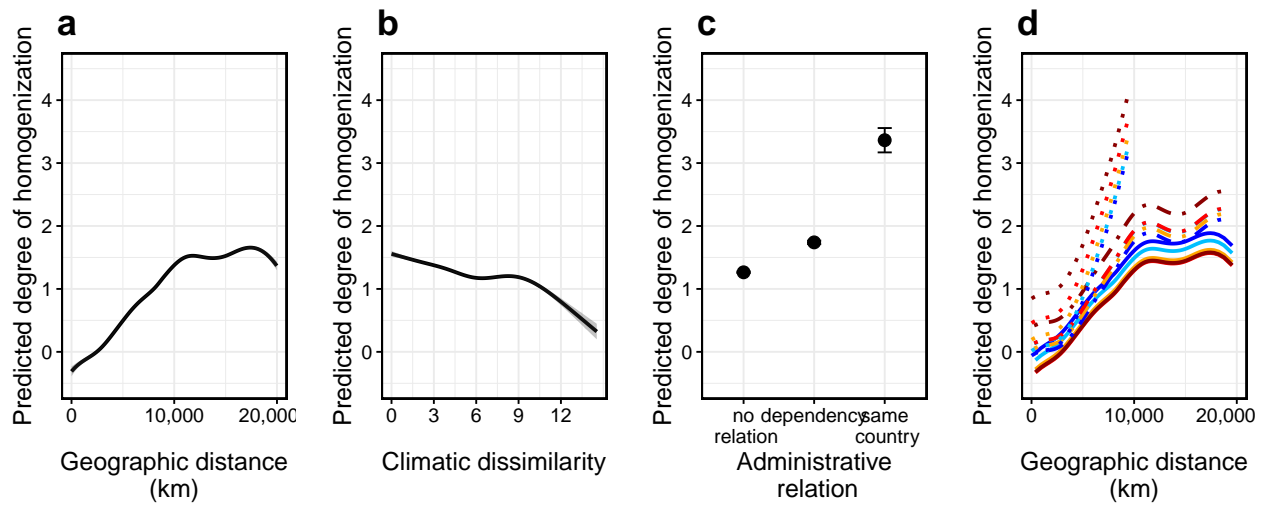 a
Predicted degree of homogenization
4
3
2
1
0
0 10,000 20,000
Geographic distance
(km)
b
Predicted degree of homogenization
4
3
2
1
0
0 3 6 9 12
Climatic dissimilarity
c
Predicted degree of homogenization
4
3
2
1
0
no dependency same
relation country
Administrative
relation
d
Predicted degree of homogenization
4
3
2
1
0
0 10,000 20,000
Geographic distance
(km)